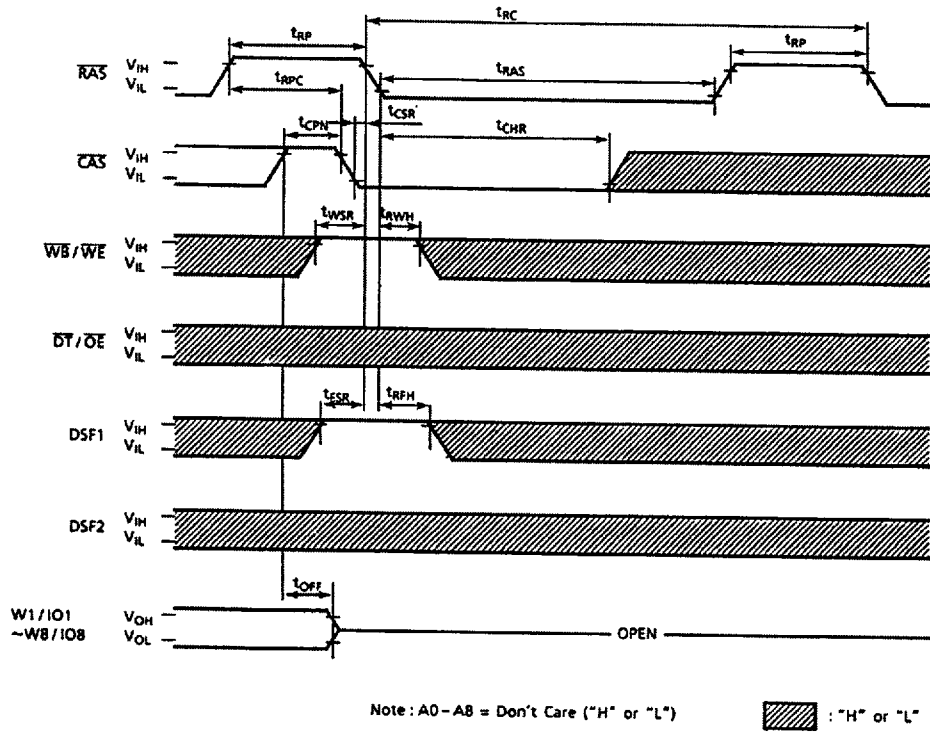 tRC
tRP
tRP
RAS
VIH
VIL
tRAS
tRPC
tCSR
tCPN
tCHR
CAS
VIH
VIL
tWSR
tRWH
WB/WE
VIH
VIL
DT/OE
VIH
VIL
tFSR
tRFH
DSF1
VIH
VIL
DSF2
VIH
VIL
tOFF
W1/IO1
~W8/IO8
VOH
VOL
OPEN
Note : A0-A8 = Don't Care ("H" or "L")
: "H" or "L"